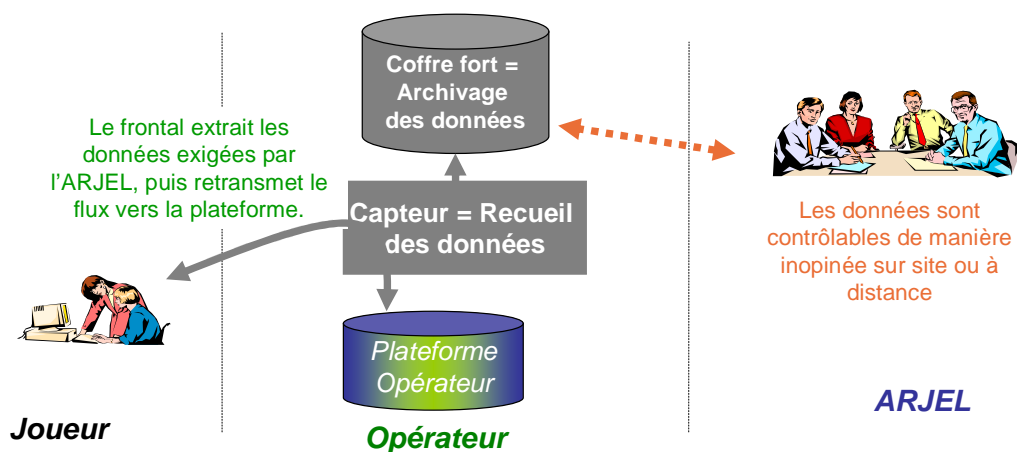 Coffre fort =
Archivage
des données
Le frontal extrait les
données exigées par
l'ARJEL, puis retransmet le
flux vers la plateforme.
Capteur = Recueil
des données
Les données sont
contrôlables de manière
inopinée sur site ou à
distance
Plateforme
Opérateur
Joueur
Opérateur
ARJEL